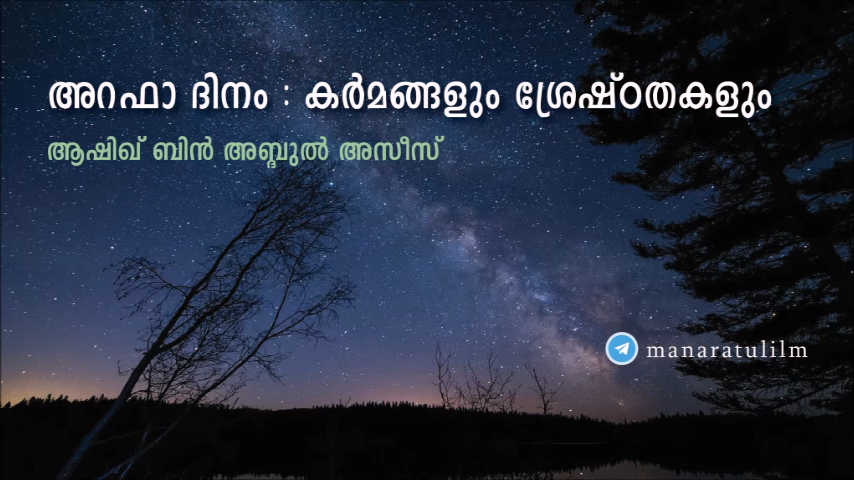 അറഫാ ദിനം : കർമങ്ങളും ശ്രേഷ്ഠതകളും
ആഷിഖ് ബിൻ അബ്ദുൽ അസീസ്
manaratulilm